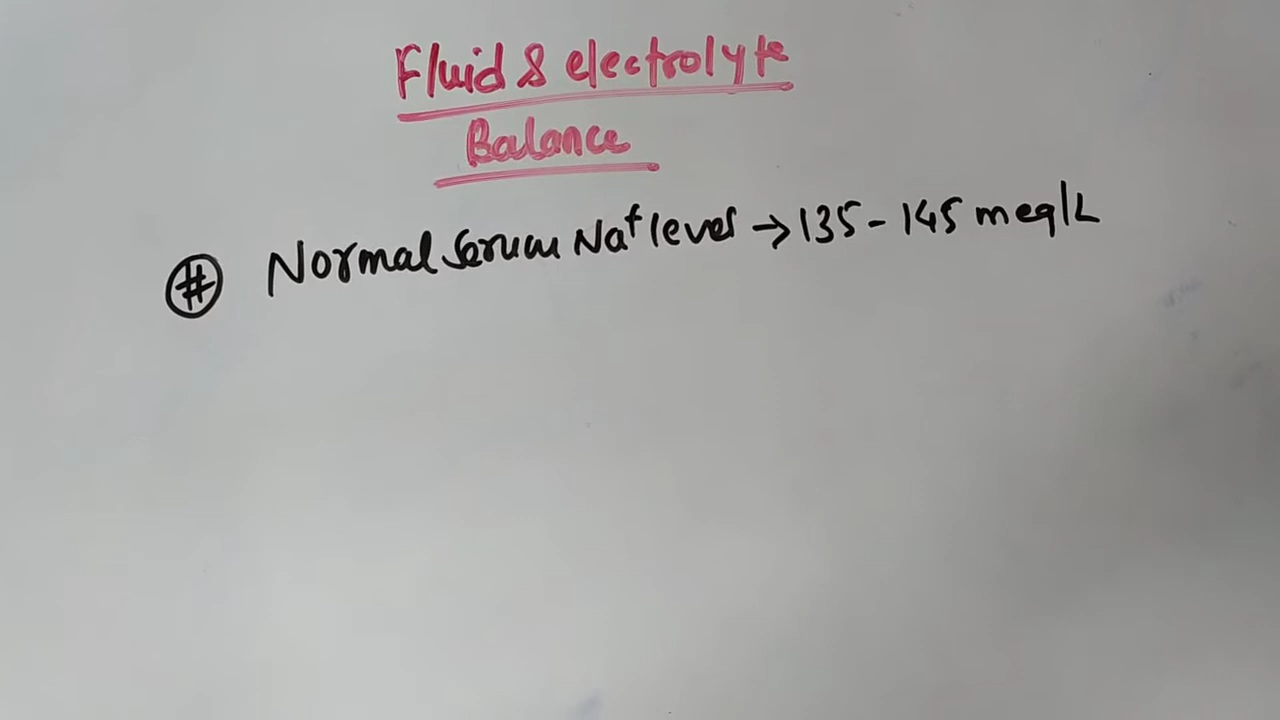 Fluid & electrolyte
Balance
# Normal serum Na⁺ level → 135 - 145 meq/L